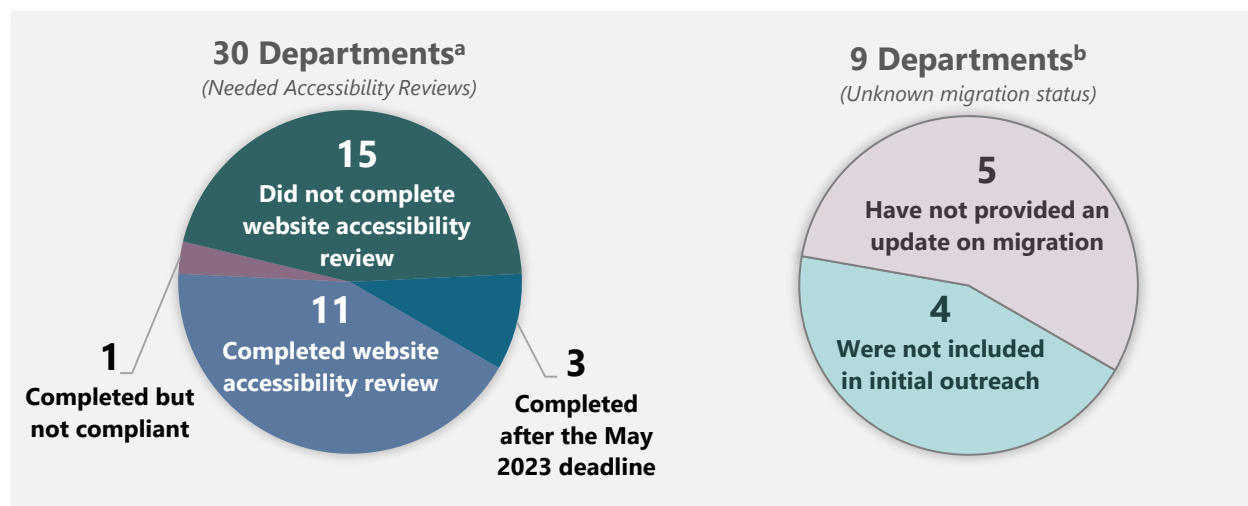 30 Departmentsᵃ
(Needed Accessibility Reviews)
15
Did not complete
website accessibility
review
11
Completed website
accessibility review
1
Completed but
not compliant
3
Completed
after the May
2023 deadline
9 Departmentsᵇ
(Unknown migration status)
5
Have not provided an
update on migration
4
Were not included
in initial outreach